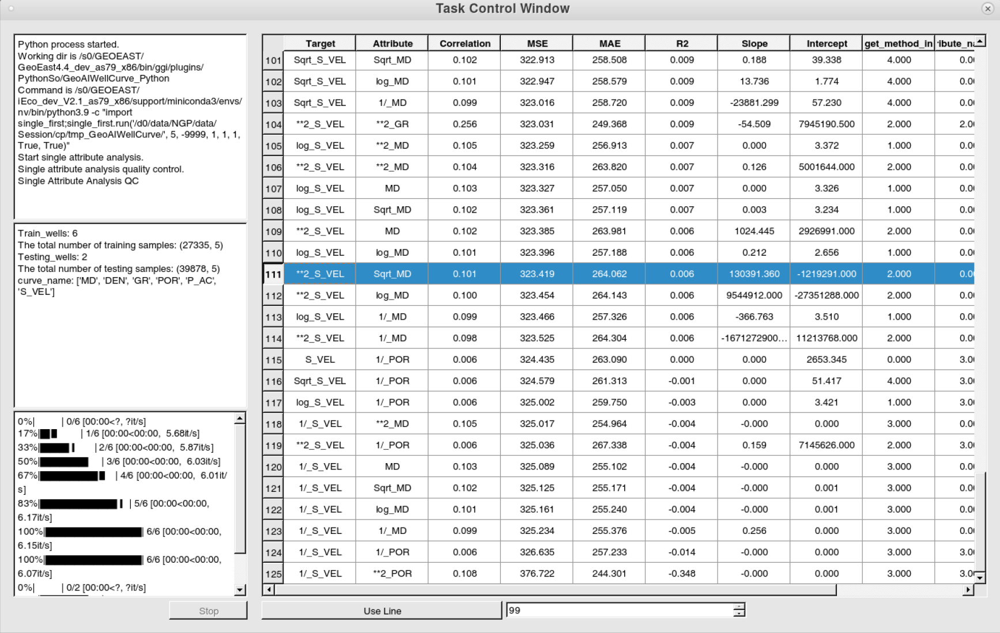 Task Control Window
Python process started.
Working dir is /s0/GEOEAST/
GeoEast4.4_dev_as79_x86/bin/ggi/plugins/
PythonSo/GeoAIWellCurve_Python
Command is /s0/GEOEAST/
iEco_dev_V2.1_as79_x86/support/miniconda3/envs/
nv/bin/python3.9 -c "import
single_first;single_first.run('/d0/data/NGP/data/
Session/cp/tmp_GeoAIWellCurve/', 5, -9999, 1, 1, 1,
True, True)"
Start single attribute analysis.
Single attribute analysis quality control.
Single Attribute Analysis QC
Train_wells: 6
The total number of training samples: (27335, 5)
Testing_wells: 2
The total number of testing samples: (39878, 5)
curve_name: ['MD', 'DEN', 'GR', 'POR', 'P_AC',
'S_VEL']
0%| | 0/6 [00:00<?, ?it/s]
17%| | 1/6 [00:00<00:00, 5.68it/s]
33%| | 2/6 [00:00<00:00, 5.87it/s]
50%| | 3/6 [00:00<00:00, 6.03it/s]
67%| | 4/6 [00:00<00:00, 6.01it/
s]
83%| | 5/6 [00:00<00:00,
6.17it/s]
100%| | 6/6 [00:00<00:00,
6.15it/s]
100%| | 6/6 [00:00<00:00,
6.07it/s]
0%| | 0/2 [00:00<?, ?it/s]
Stop
Target Attribute Correlation MSE MAE R2 Slope Intercept get_method_in ribute_na
101 Sqrt_S_VEL Sqrt_MD 0.102 322.913 258.508 0.009 0.188 39.338 4.000 0.00
102 Sqrt_S_VEL log_MD 0.101 322.947 258.579 0.009 13.736 1.774 4.000 0.00
103 Sqrt_S_VEL 1/_MD 0.099 323.016 258.720 0.009 -23881.299 57.230 4.000 0.00
104 **2_S_VEL **2_GR 0.256 323.031 249.368 0.009 -54.509 7945190.500 2.000 2.00
105 log_S_VEL **2_MD 0.105 323.259 256.913 0.007 0.000 3.372 1.000 0.00
106 **2_S_VEL **2_MD 0.104 323.316 263.820 0.007 0.126 5001644.000 2.000 0.00
107 log_S_VEL MD 0.103 323.327 257.050 0.007 0.000 3.326 1.000 0.00
108 log_S_VEL Sqrt_MD 0.102 323.361 257.119 0.007 0.003 3.234 1.000 0.00
109 **2_S_VEL MD 0.102 323.385 263.981 0.006 1024.445 2926991.000 2.000 0.00
110 log_S_VEL log_MD 0.101 323.396 257.188 0.006 0.212 2.656 1.000 0.00
111 **2_S_VEL Sqrt_MD 0.101 323.419 264.062 0.006 130391.360 -1219291.000 2.000 0.00
112 **2_S_VEL log_MD 0.100 323.454 264.143 0.006 9544912.000 -27351288.000 2.000 0.00
113 log_S_VEL 1/_MD 0.099 323.466 257.326 0.006 -366.763 3.510 1.000 0.00
114 **2_S_VEL 1/_MD 0.098 323.525 264.304 0.006 -1671272900... 11213768.000 2.000 0.00
115 S_VEL 1/_POR 0.006 324.435 263.090 0.000 0.000 2653.345 0.000 3.00
116 Sqrt_S_VEL 1/_POR 0.006 324.579 261.313 -0.001 0.000 51.417 4.000 3.00
117 log_S_VEL 1/_POR 0.006 325.002 259.750 -0.003 0.000 3.421 1.000 3.00
118 1/_S_VEL **2_MD 0.105 325.017 254.964 -0.004 -0.000 0.000 3.000 0.00
119 **2_S_VEL 1/_POR 0.006 325.036 267.338 -0.004 0.159 7145626.000 2.000 3.00
120 1/_S_VEL MD 0.103 325.089 255.102 -0.004 -0.000 0.000 3.000 0.00
121 1/_S_VEL Sqrt_MD 0.102 325.125 255.171 -0.004 -0.000 0.001 3.000 0.00
122 1/_S_VEL log_MD 0.101 325.161 255.240 -0.004 -0.000 0.001 3.000 0.00
123 1/_S_VEL 1/_MD 0.099 325.234 255.376 -0.005 0.256 0.000 3.000 0.00
124 1/_S_VEL 1/_POR 0.006 326.635 257.233 -0.014 -0.000 0.000 3.000 3.00
125 1/_S_VEL **2_POR 0.108 376.722 244.301 -0.348 -0.000 0.000 3.000 3.00
Use Line 99